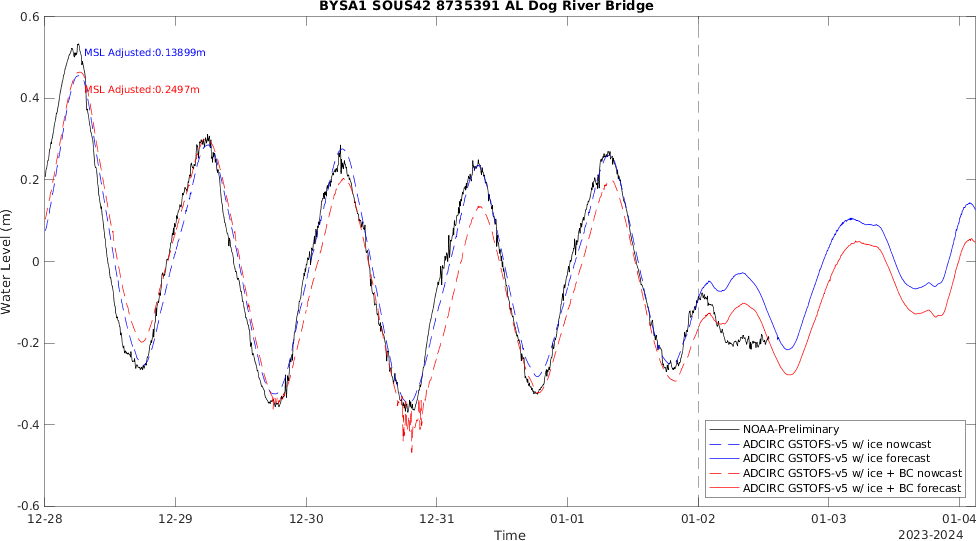 BYSA1 SOUS42 8735391 AL Dog River Bridge
0.6
MSL Adjusted:0.13899m
MSL Adjusted:0.2497m
0.4
0.2
0
-0.2
-0.4
-0.6
Water Level (m)
NOAA-Preliminary
ADCIRC GSTOFS-v5 w/ ice nowcast
ADCIRC GSTOFS-v5 w/ ice forecast
ADCIRC GSTOFS-v5 w/ ice + BC nowcast
ADCIRC GSTOFS-v5 w/ ice + BC forecast
12-28 12-29 12-30 12-31 01-01 01-02 01-03 01-04
Time
2023-2024